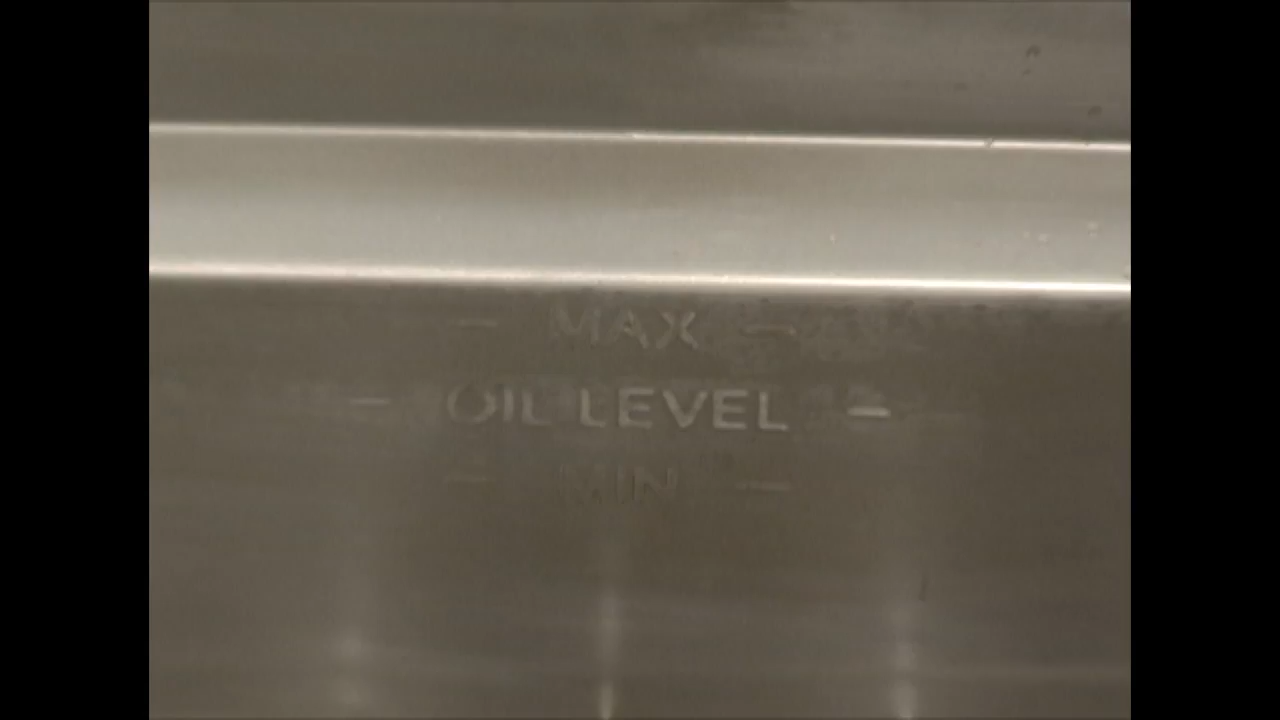 — MAX —
— OIL LEVEL —
— MIN —